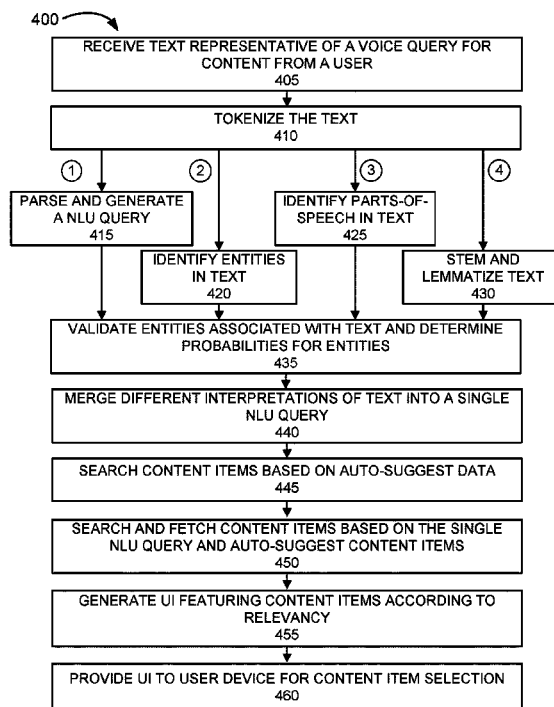 400
RECEIVE TEXT REPRESENTATIVE OF A VOICE QUERY FOR
CONTENT FROM A USER
405
TOKENIZE THE TEXT
410
1
2
3
4
PARSE AND GENERATE
A NLU QUERY
415
IDENTIFY PARTS-OF-
SPEECH IN TEXT
425
IDENTIFY ENTITIES
IN TEXT
420
STEM AND
LEMMATIZE TEXT
430
VALIDATE ENTITIES ASSOCIATED WITH TEXT AND DETERMINE
PROBABILITIES FOR ENTITIES
435
MERGE DIFFERENT INTERPRETATIONS OF TEXT INTO A SINGLE
NLU QUERY
440
SEARCH CONTENT ITEMS BASED ON AUTO-SUGGEST DATA
445
SEARCH AND FETCH CONTENT ITEMS BASED ON THE SINGLE
NLU QUERY AND AUTO-SUGGEST CONTENT ITEMS
450
GENERATE UI FEATURING CONTENT ITEMS ACCORDING TO
RELEVANCY
455
PROVIDE UI TO USER DEVICE FOR CONTENT ITEM SELECTION
460